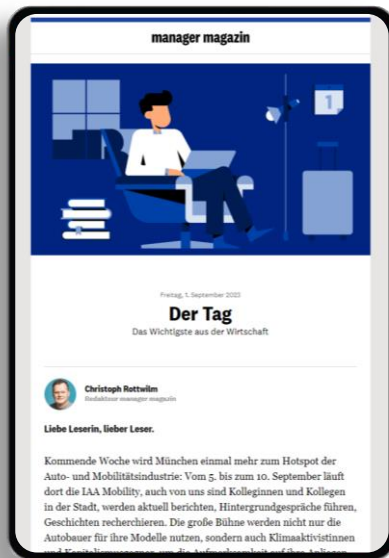 manager magazin
1
Freitag, 1. September 2023
Der Tag
Das Wichtigste aus der Wirtschaft
Christoph Rottwilm
Redakteur manager magazin
Liebe Leserin, lieber Leser.
Kommende Woche wird München einmal mehr zum Hotspot der
Auto- und Mobilitätsindustrie: Vom 5. bis zum 10. September läuft
dort die IAA Mobility, auch von uns sind Kolleginnen und Kollegen
in der Stadt, werden aktuell berichten, Hintergrundgespräche führen,
Geschichten recherchieren. Die große Bühne werden nicht nur die
Autobauer für ihre Modelle nutzen, sondern auch Klimaaktivistinnen